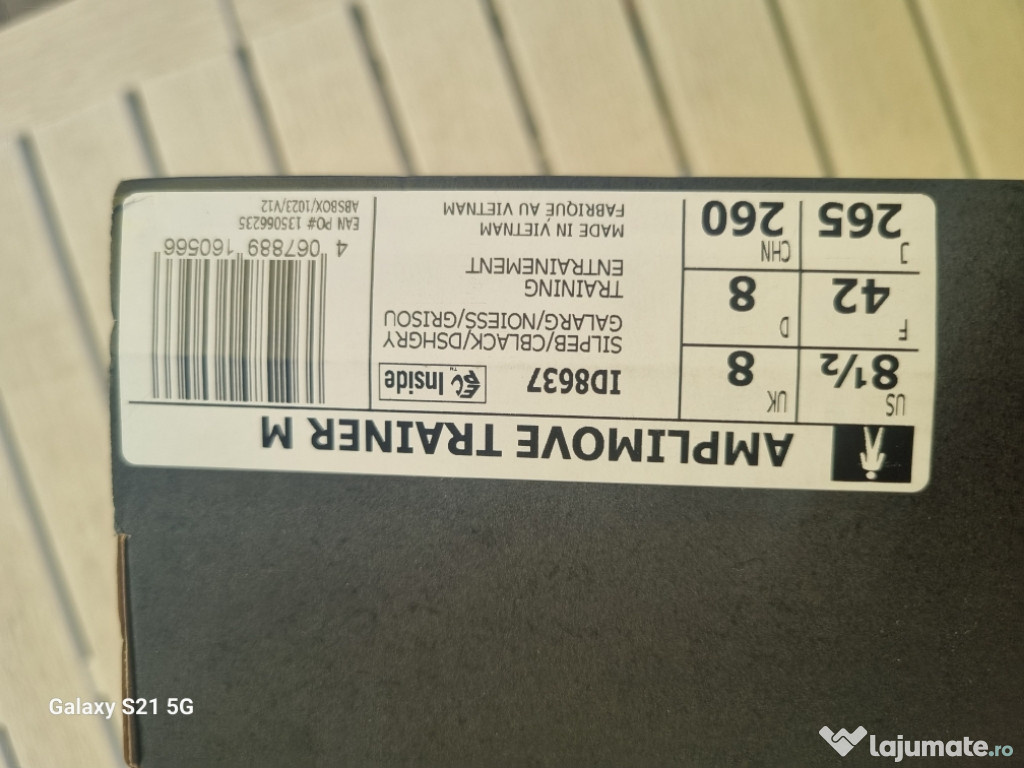 AMPLIMOVE TRAINER M
US
8½
UK
8
F
42
D
8
J
265
CHN
260
ID8637
Inside™
SILPEB/CBLACK/DSHGRY
GALARG/NOIESS/GRISOU
TRAINING
ENTRAINEMENT
MADE IN VIETNAM
FABRIQUE AU VIETNAM
4 067889 160566
EAN PO# 135066235
ABSBOX/1023/V12
Galaxy S21 5G
lajumate.ro